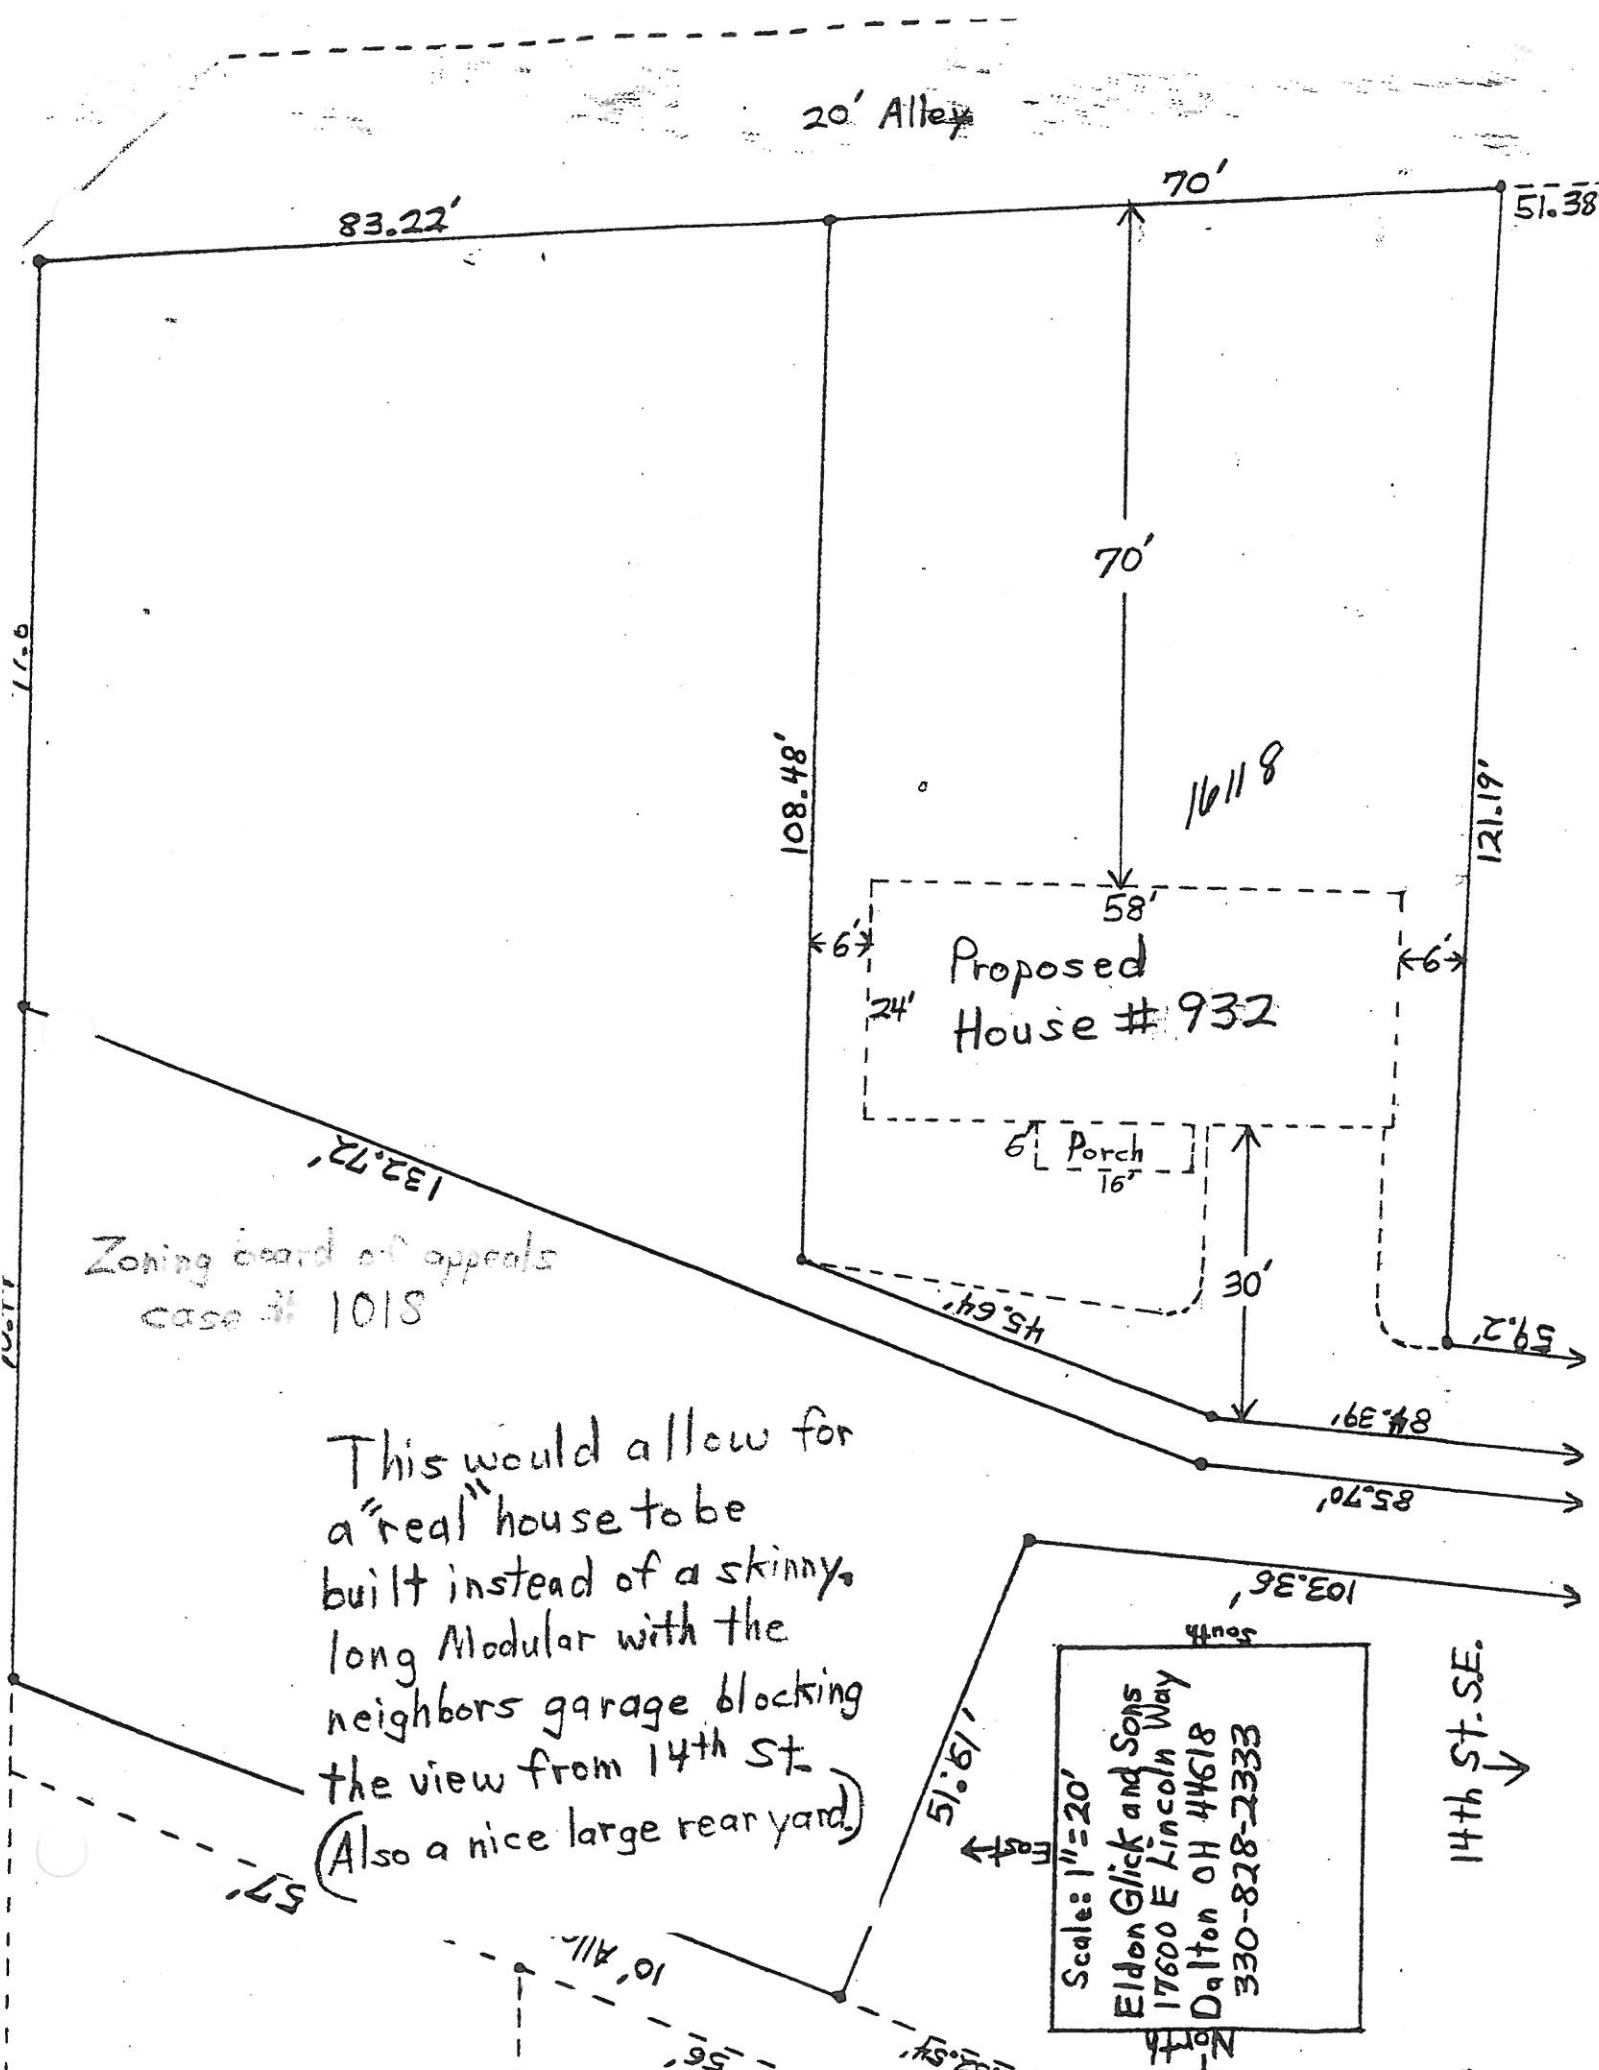 20' Alley
83.22'
70'
51.38
70'
108.48'
16118
121.19'
58'
6'
Proposed
6'
24'
House # 932
6'
Porch
16'
132.72'
30'
45.64'
59.2'
Zoning board of appeals
case # 1018
84.39'
85.70'
This would allow for
a "real" house to be
built instead of a skinny,
long Modular with the
neighbors garage blocking
the view from 14th St.
(Also a nice large rear yard.)
103.36'
51.61'
South
East
Scale: 1"=20'
Eldon Glick and Sons
17600 E Lincoln Way
Dalton OH 44618
330-828-2333
North
14th St. S.E.
57'
10'
56'